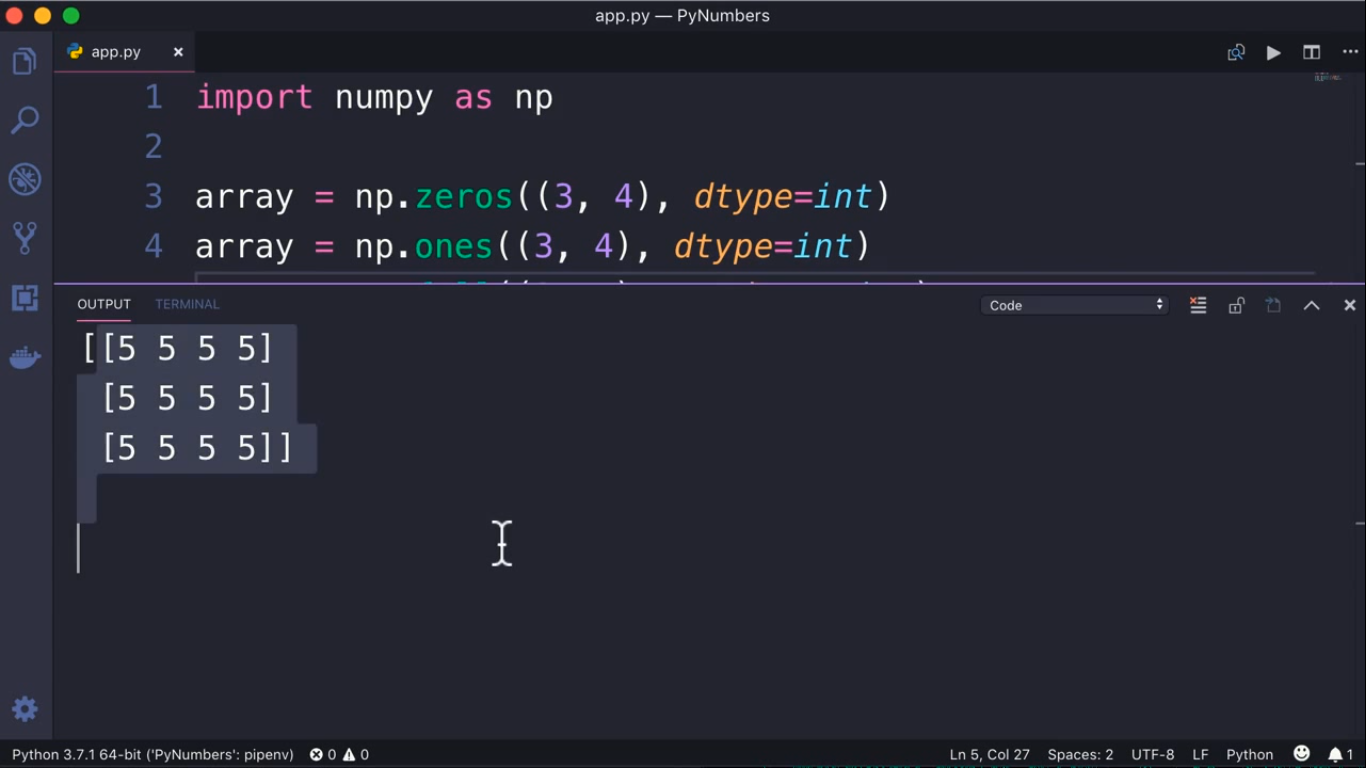 app.py — PyNumbers
app.py
1 import numpy as np
2
3 array = np.zeros((3, 4), dtype=int)
4 array = np.ones((3, 4), dtype=int)
OUTPUT TERMINAL Code
[[5 5 5 5]
[5 5 5 5]
[5 5 5 5]]
Python 3.7.1 64-bit ('PyNumbers': pipenv) 0 0 Ln 5, Col 27 Spaces: 2 UTF-8 LF Python 1